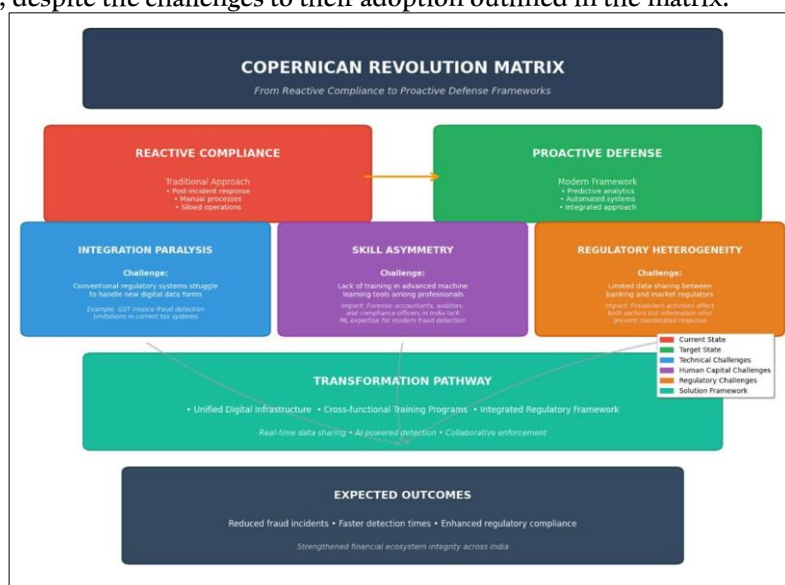 , despite the challenges to their adoption outlined in the matrix.
COPERNICAN REVOLUTION MATRIX
From Reactive Compliance to Proactive Defense Frameworks
REACTIVE COMPLIANCE
Traditional Approach
• Post-incident response
• Manual processes
• Siloed operations
PROACTIVE DEFENSE
Modern Framework
• Predictive analytics
• Automated systems
• Integrated approach
INTEGRATION PARALYSIS
Challenge:
Conventional regulatory systems struggle
to handle new digital data forms
Example: GST invoice fraud detection
limitations in current tax systems
SKILL ASYMMETRY
Challenge:
Lack of training in advanced machine
learning tools among professionals
Impact: Forensic accountants, auditors,
and compliance officers in India lack
ML expertise for modern fraud detection
REGULATORY HETEROGENEITY
Challenge:
Limited data sharing between
banking and market regulators
Impact: Fraudulent activities affect
both sectors but information silos
prevent coordinated response
Current State
Target State
Technical Challenges
Human Capital Challenges
Regulatory Challenges
Solution Framework
TRANSFORMATION PATHWAY
• Unified Digital Infrastructure • Cross-functional Training Programs • Integrated Regulatory Framework
Real-time data sharing • AI-powered detection • Collaborative enforcement
EXPECTED OUTCOMES
Reduced fraud incidents • Faster detection times • Enhanced regulatory compliance
Strengthened financial ecosystem integrity across India